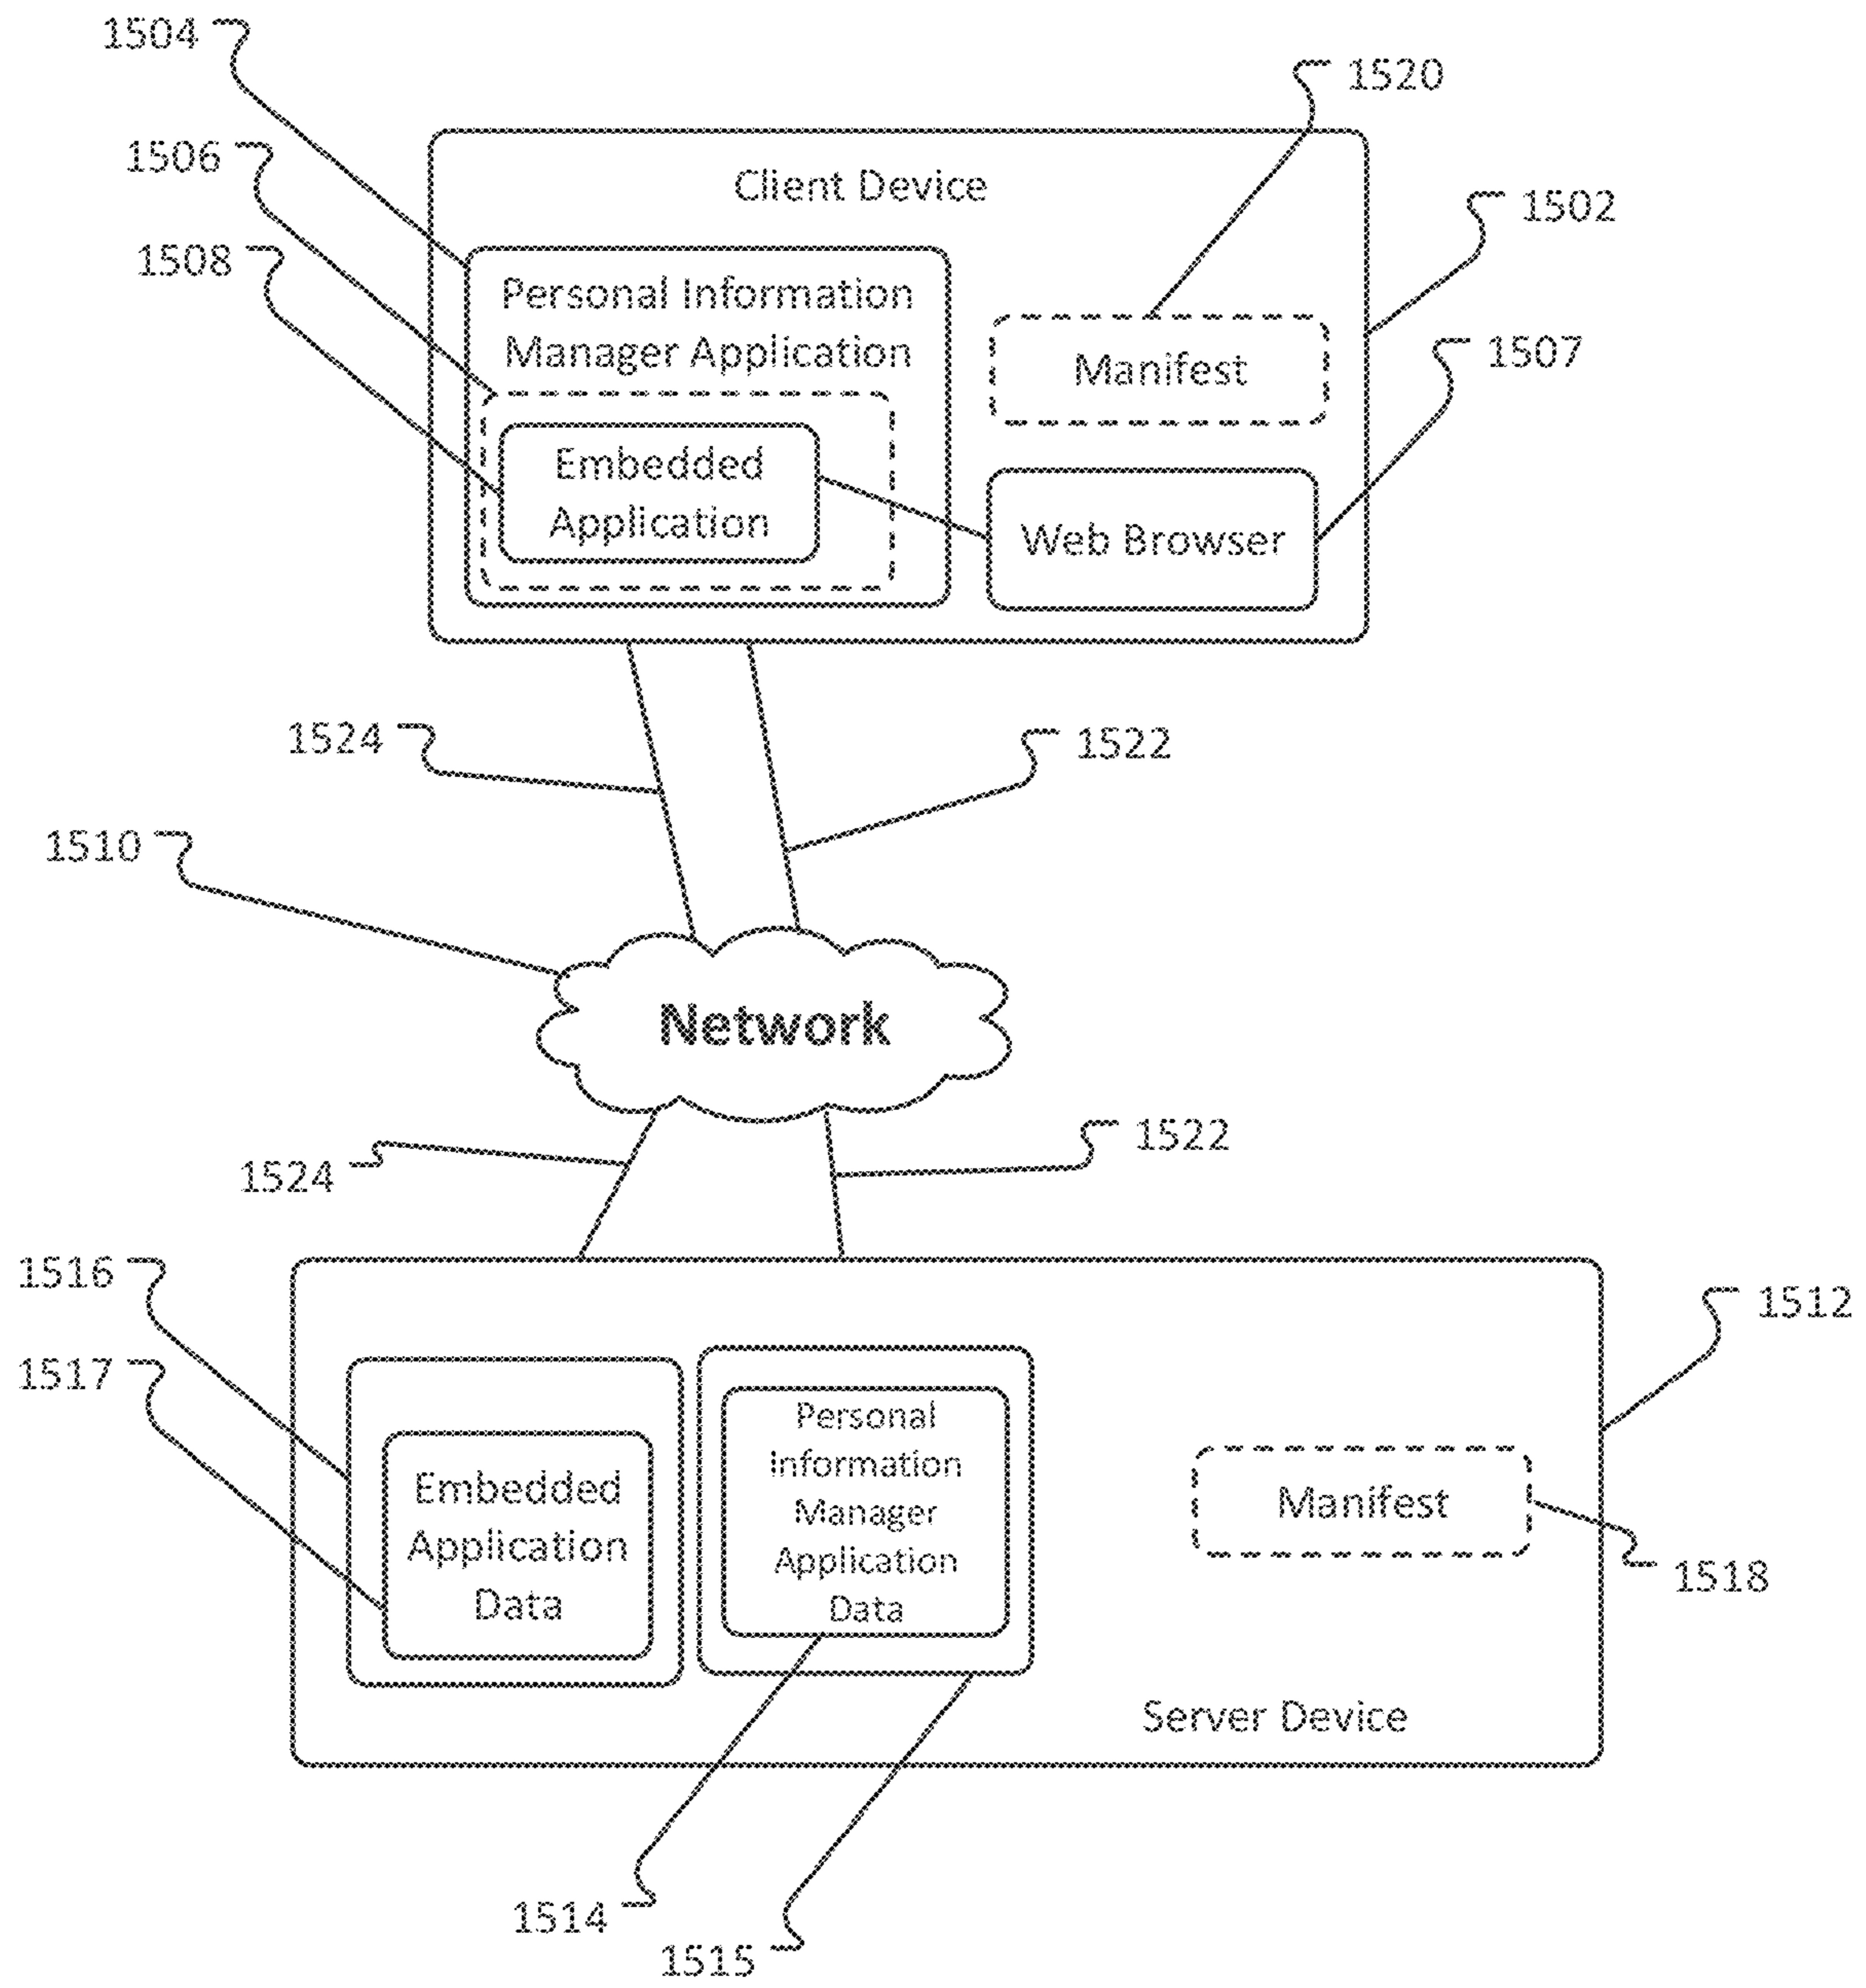 1504
1520
1506
Client Device
1502
1508
Personal Information
Manager Application
1507
Manifest
Embedded
Application
Web Browser
1524
1522
1510
Network
1522
1524
1516
1512
1517
Personal
Information
Manager
Application
Data
Embedded
Application
Data
Manifest
1518
Server Device
1514
1515